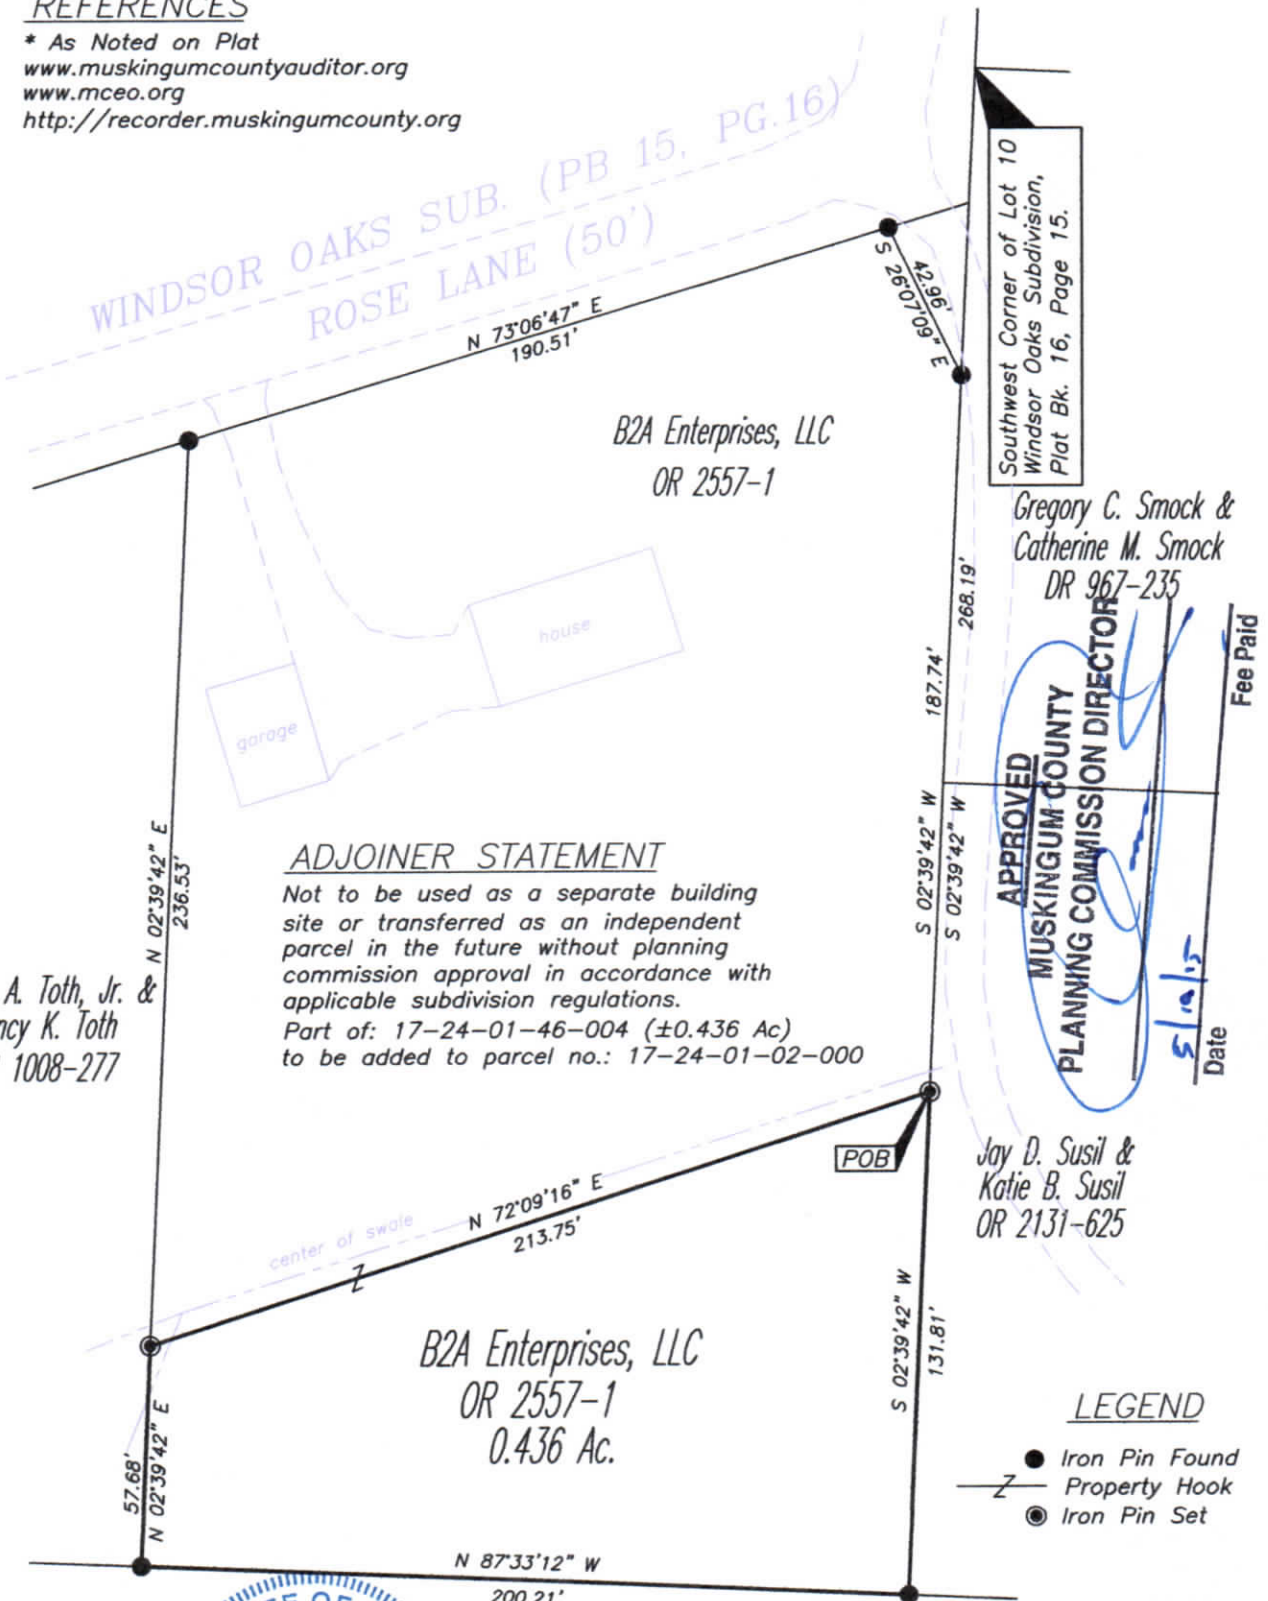 REFERENCES
* As Noted on Plat
www.muskingumcountyauditor.org
www.mceo.org
http://recorder.muskingumcounty.org
WINDSOR OAKS SUB. (PB 15, PG.16)
ROSE LANE (50')
Southwest Corner of Lot 10
Windsor Oaks Subdivision,
Plat Bk. 16, Page 15.
N 73°06'47" E
190.51'
42.96'
S 26°07'09" E
B2A Enterprises, LLC
OR 2557-1
Gregory C. Smock &
Catherine M. Smock
DR 967-235
268.19'
187.74'
house
garage
APPROVED
MUSKINGUM COUNTY
PLANNING COMMISSION DIRECTOR
Fee Paid
Date
S 02°39'42" W
S 02°39'42" W
N 02°39'42" E
236.53'
ADJOINER STATEMENT
Not to be used as a separate building
site or transferred as an independent
parcel in the future without planning
commission approval in accordance with
applicable subdivision regulations.
Part of: 17-24-01-46-004 (±0.436 Ac)
to be added to parcel no.: 17-24-01-02-000
A. Toth, Jr. &
ncy K. Toth
1008-277
POB
Jay D. Susil &
Katie B. Susil
OR 2131-625
N 72°09'16" E
213.75'
center of swale
Z
B2A Enterprises, LLC
OR 2557-1
0.436 Ac.
S 02°39'42" W
131.81'
57.68'
N 02°39'42" E
LEGEND
Iron Pin Found
Z Property Hook
Iron Pin Set
N 87°33'12" W
200.21'
TE OF